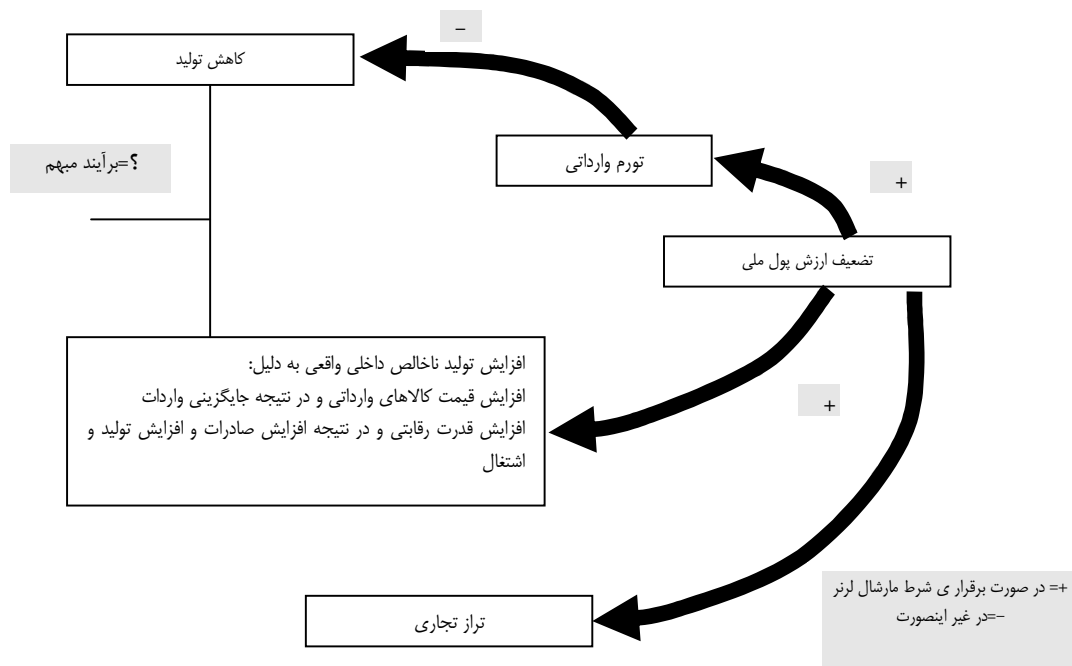 –
کاهش تولید
تورم وارداتی
؟=برآیند مبهم
+
تضعیف ارزش پول ملی
افزایش تولید ناخالص داخلی واقعی به دلیل:
افزایش قیمت کالاهای وارداتی و در نتیجه جایگزینی واردات
افزایش قدرت رقابتی و در نتیجه افزایش صادرات و افزایش تولید و
اشتغال
+
+= در صورت برقرار ی شرط مارشال لرنر
–=در غیر اینصورت
تراز تجاری